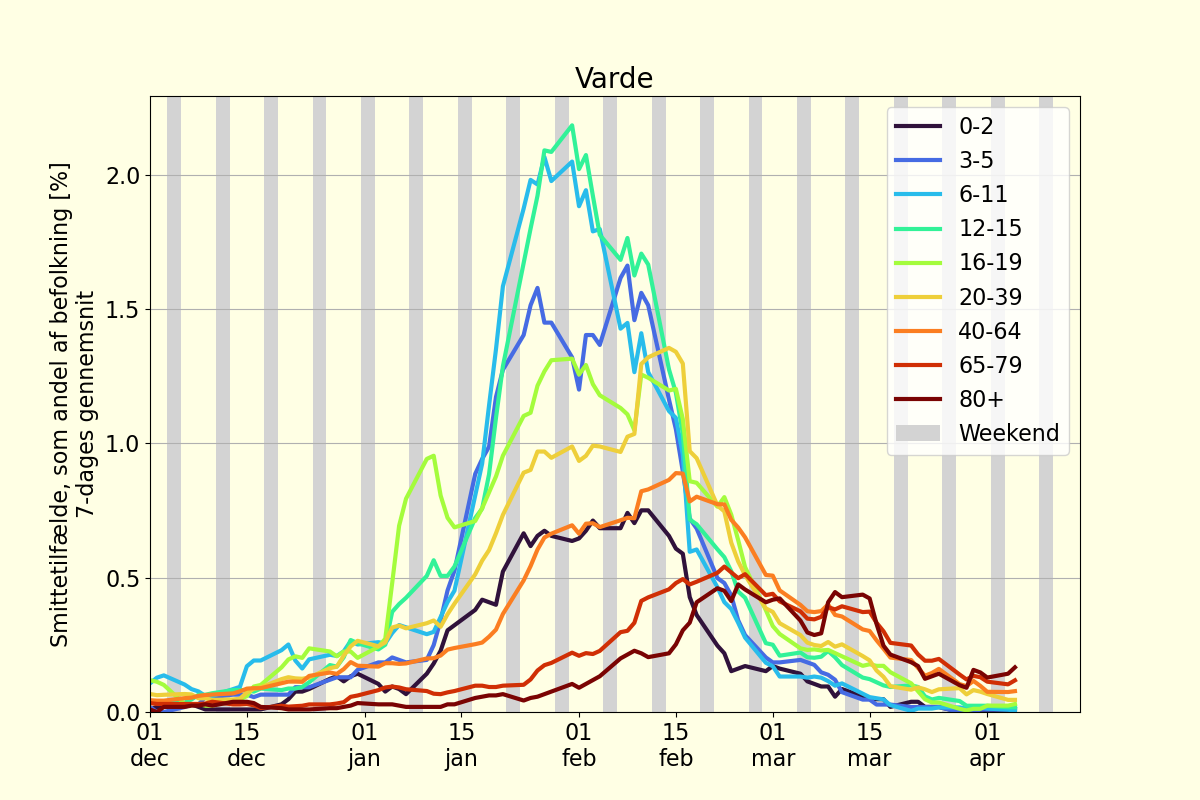 Varde
Smittetilfælde, som andel af befolkning [%]
7-dages gennemsnit
2.0
1.5
1.0
0.5
0.0
0-2
3-5
6-11
12-15
16-19
20-39
40-64
65-79
80+
Weekend
01 15 01 15 01 15 01 15 01
dec dec jan jan feb feb mar mar apr